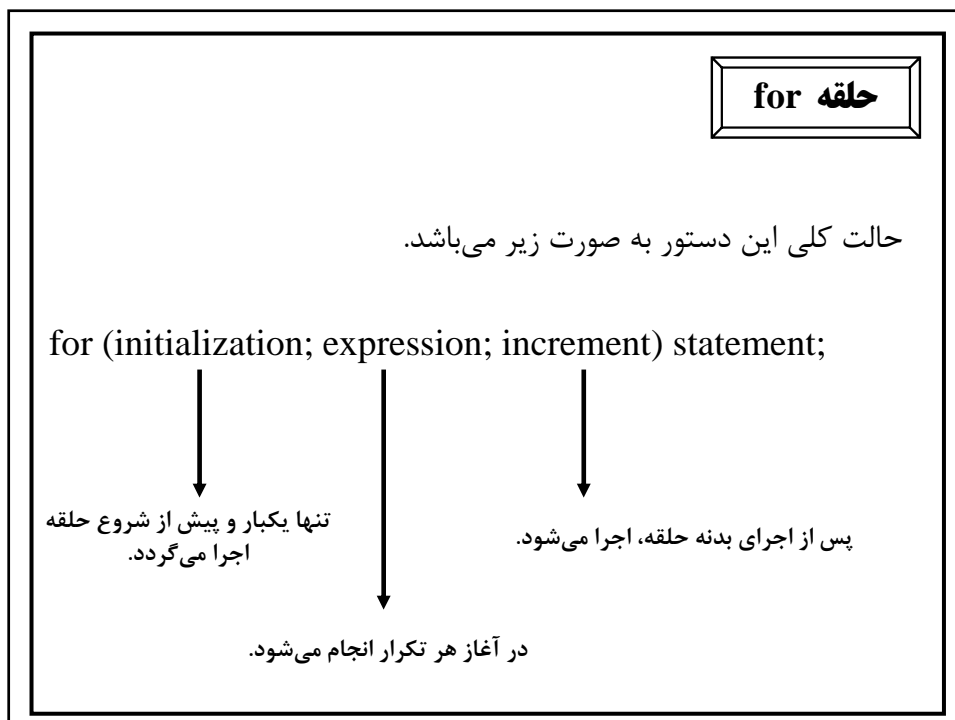 حلقه for
حالت کلی این دستور به صورت زیر می‌باشد.
for (initialization; expression; increment) statement;
تنها یکبار و پیش از شروع حلقه
اجرا می‌گردد.
پس از اجرای بدنه حلقه، اجرا می‌شود.
در آغاز هر تکرار انجام می‌شود.